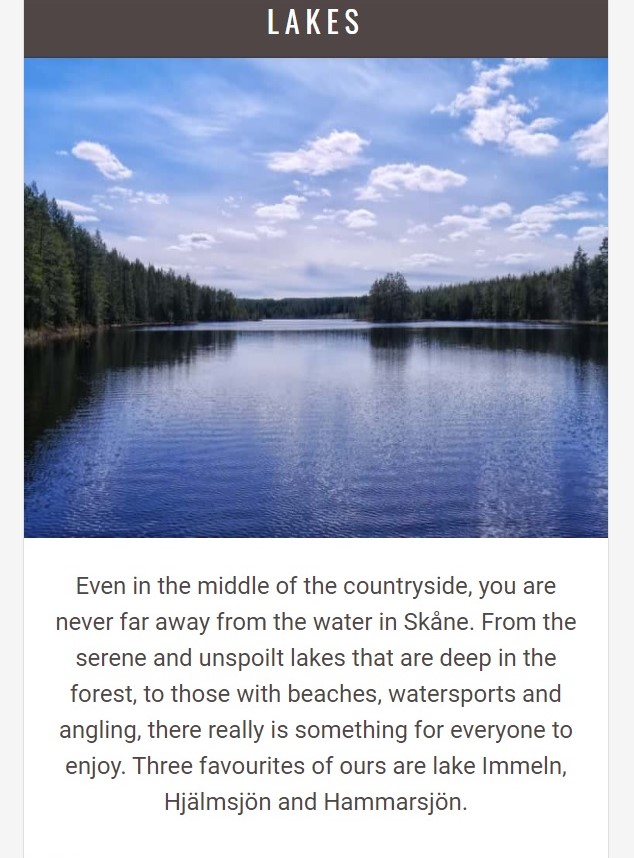 LAKES
Even in the middle of the countryside, you are
never far away from the water in Skåne. From the
serene and unspoilt lakes that are deep in the
forest, to those with beaches, watersports and
angling, there really is something for everyone to
enjoy. Three favourites of ours are lake Immeln,
Hjälmsjön and Hammarsjön.